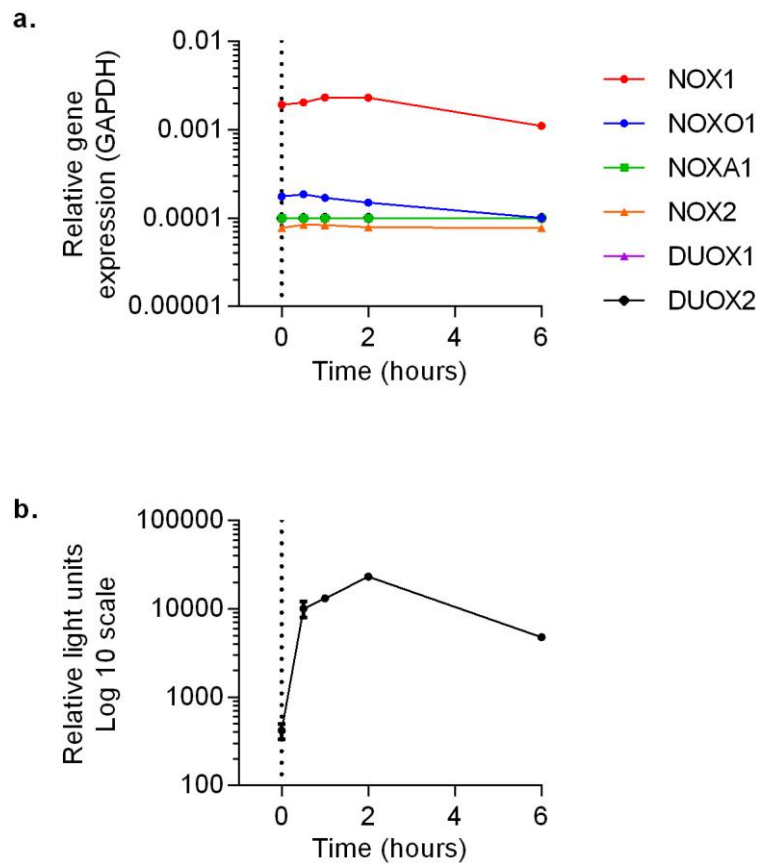 a.
Relative gene
expression (GAPDH)
0.01
0.001
0.0001
0.00001
0 2 4 6
Time (hours)
NOX1
NOXO1
NOXA1
NOX2
DUOX1
DUOX2
b.
Relative light units
Log 10 scale
100000
10000
1000
100
0 2 4 6
Time (hours)